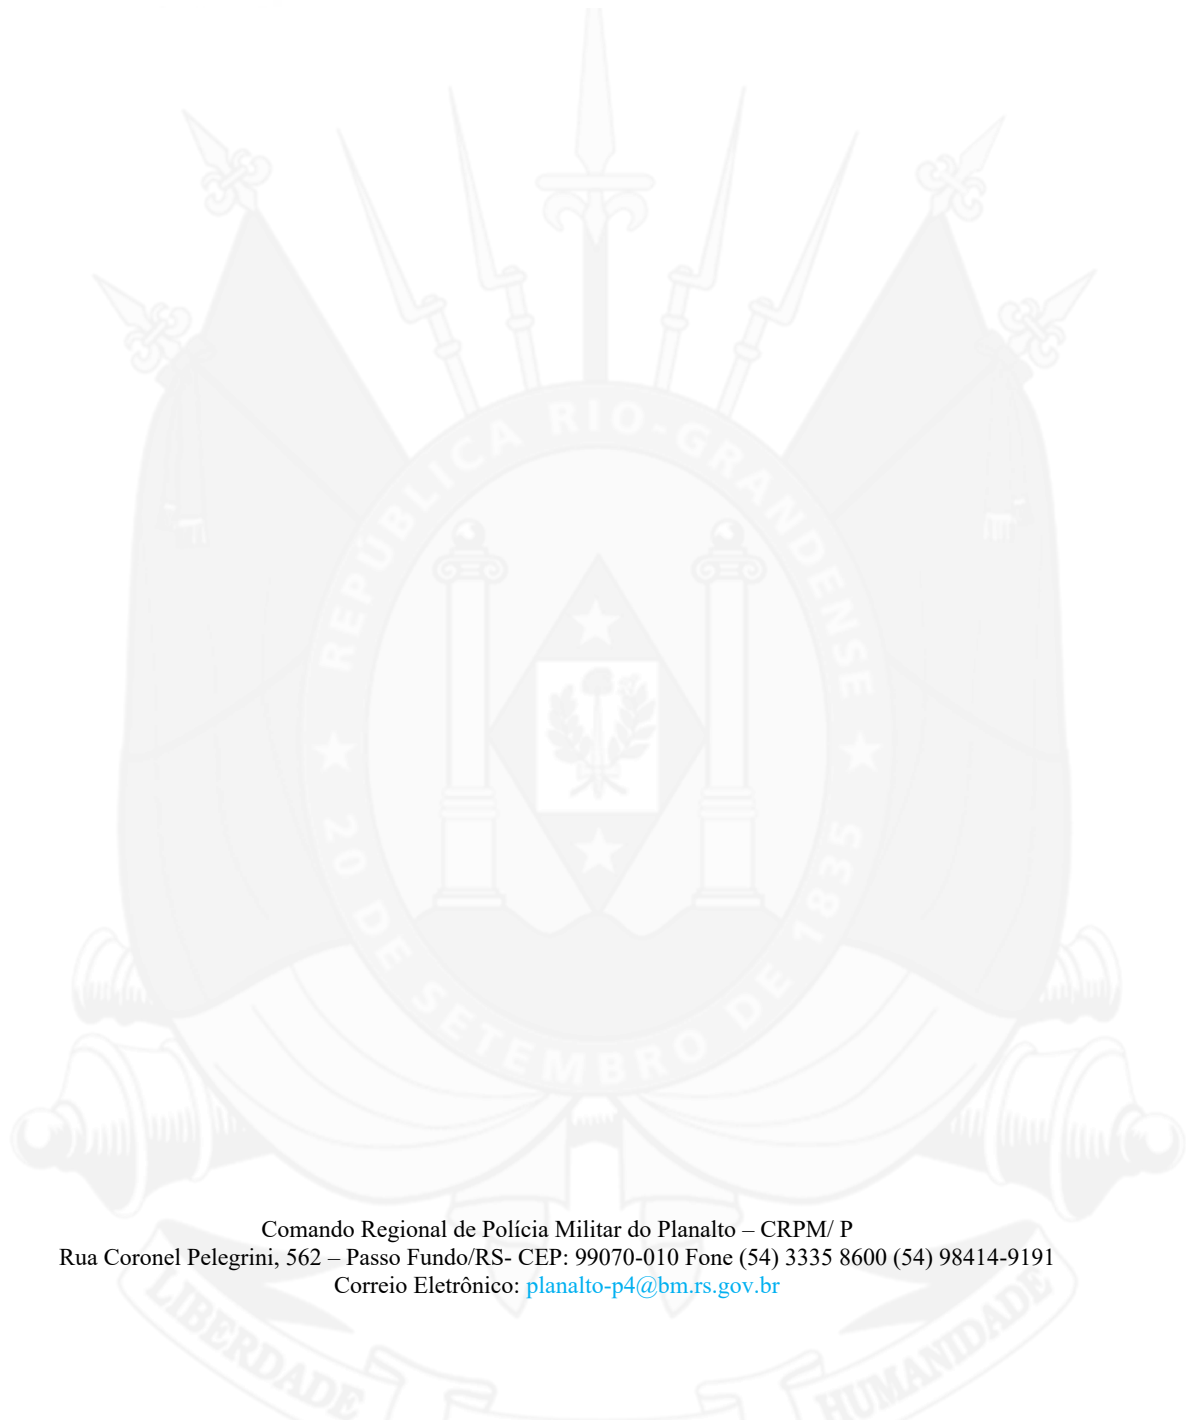 REPÚBLICA RIO-GRANDENSE
20 DE SETEMBRO DE 1835
Comando Regional de Polícia Militar do Planalto – CRPM/ P
Rua Coronel Pelegrini, 562 – Passo Fundo/RS- CEP: 99070-010 Fone (54) 3335 8600 (54) 98414-9191
Correio Eletrônico: planalto-p4@bm.rs.gov.br
LIBERDADE
HUMANIDADE